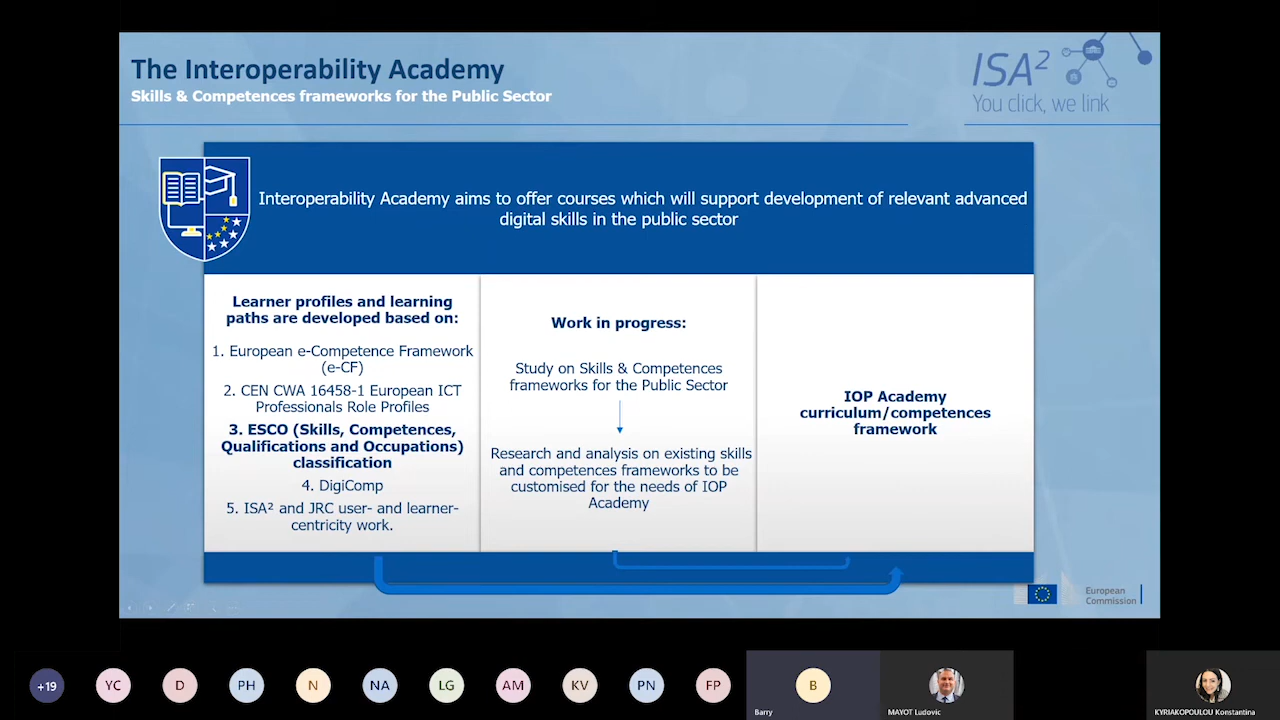 The Interoperability Academy
Skills & Competences frameworks for the Public Sector
ISA²
You click, we link
Interoperability Academy aims to offer courses which will support development of relevant advanced
digital skills in the public sector
Learner profiles and learning
paths are developed based on:
1. European e-Competence Framework
(e-CF)
2. CEN CWA 16458-1 European ICT
Professionals Role Profiles
3. ESCO (Skills, Competences,
Qualifications and Occupations)
classification
4. DigiComp
5. ISA² and JRC user- and learner-
centricity work.
Work in progress:
Study on Skills & Competences
frameworks for the Public Sector
Research and analysis on existing skills
and competences frameworks to be
customised for the needs of IOP
Academy
IOP Academy
curriculum/competences
framework
European
Commission
+19
YC
D
PH
N
NA
LG
AM
KV
PN
FP
B
Barry
MAYOT Ludovic
KYRIAKOPOULOU Konstantina